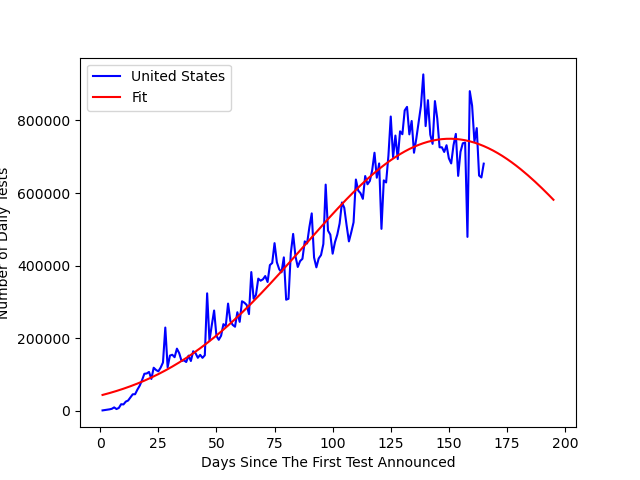 United States
Fit
Number of Daily Tests
800000
600000
400000
200000
0
0 25 50 75 100 125 150 175 200
Days Since The First Test Announced